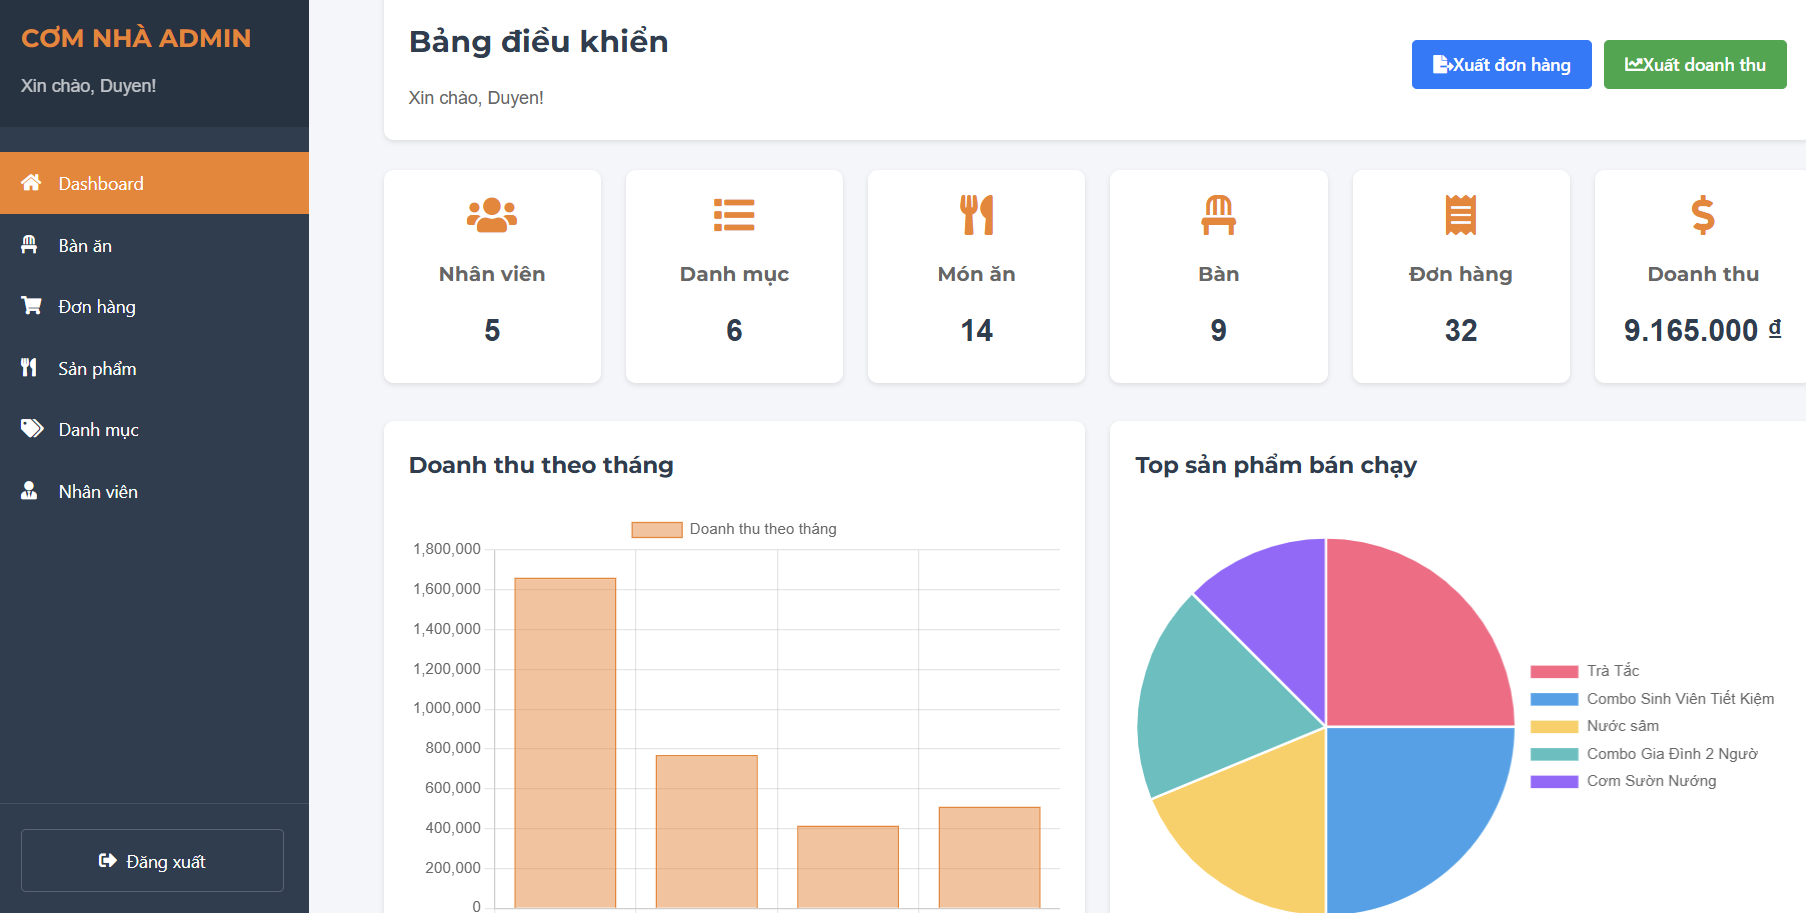 CƠM NHÀ ADMIN
Xin chào, Duyen!
Dashboard
Bàn ăn
Đơn hàng
Sản phẩm
Danh mục
Nhân viên
Đăng xuất
Bảng điều khiển
Xin chào, Duyen!
Xuất đơn hàng
Xuất doanh thu
Nhân viên
5
Danh mục
6
Món ăn
14
Bàn
9
Đơn hàng
32
Doanh thu
9.165.000 ₫
Doanh thu theo tháng
Doanh thu theo tháng
1,800,000
1,600,000
1,400,000
1,200,000
1,000,000
800,000
600,000
400,000
200,000
0
Top sản phẩm bán chạy
Trà Tắc
Combo Sinh Viên Tiết Kiệm
Nước sâm
Combo Gia Đình 2 Ngườ
Cơm Sườn Nướng